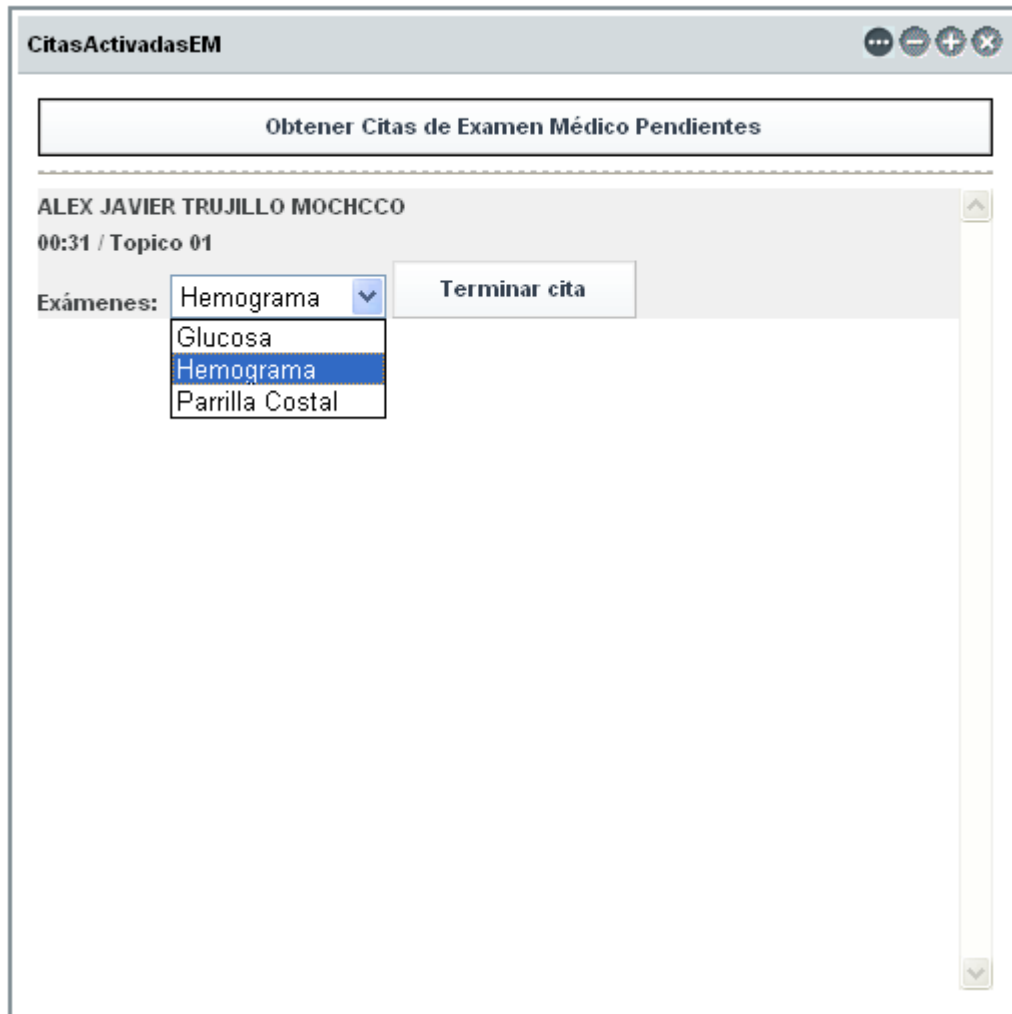 CitasActivadasEM
Obtener Citas de Examen Médico Pendientes
ALEX JAVIER TRUJILLO MOCHCCO
00:31 / Topico 01
Exámenes: Hemograma Terminar cita
Glucosa
Hemograma
Parrilla Costal